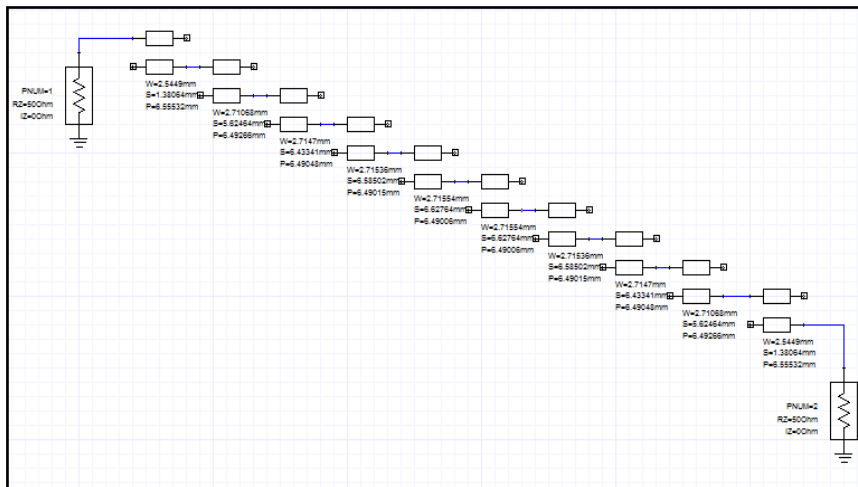 PNUM=1
RZ=50Ohm
IZ=0Ohm
W=2.5449mm
S=1.38064mm
P=6.55532mm
W=2.71068mm
S=5.62464mm
P=6.49266mm
W=2.7147mm
S=6.43341mm
P=6.49048mm
W=2.71536mm
S=6.58502mm
P=6.49015mm
W=2.71554mm
S=6.62764mm
P=6.49006mm
W=2.71554mm
S=6.62764mm
P=6.49006mm
W=2.71536mm
S=6.58502mm
P=6.49015mm
W=2.7147mm
S=6.43341mm
P=6.49048mm
W=2.71068mm
S=5.62464mm
P=6.49266mm
W=2.5449mm
S=1.38064mm
P=6.55532mm
PNUM=2
RZ=50Ohm
IZ=0Ohm